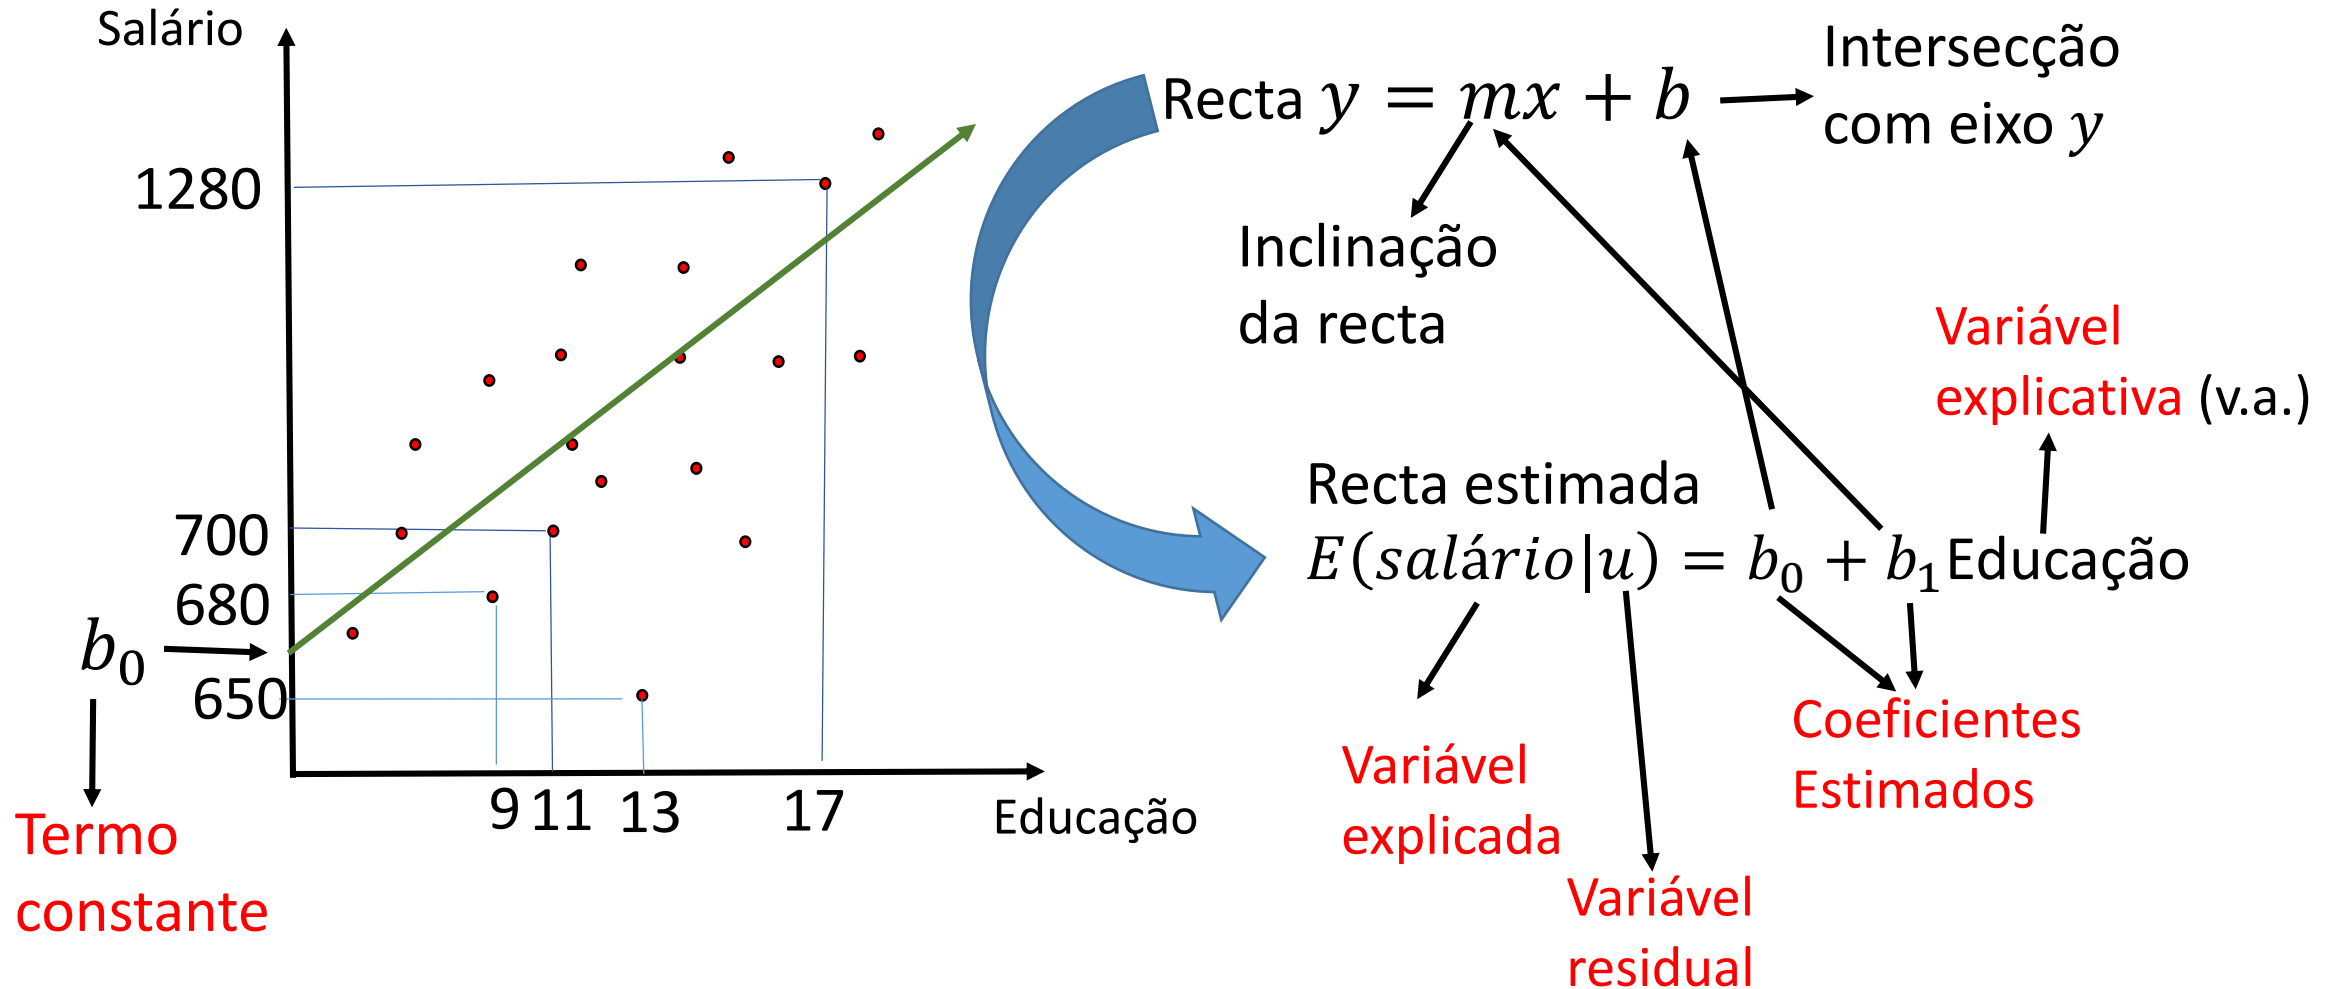 Salário
1280
700
680
b₀
650
Termo
constante
9 11 13 17
Educação
Recta y = mx + b
Intersecção
com eixo y
Inclinação
da recta
Variável
explicativa (v.a.)
Recta estimada
E(salário|u) = b₀ + b₁Educação
Variável
explicada
Variável
residual
Coeficientes
Estimados